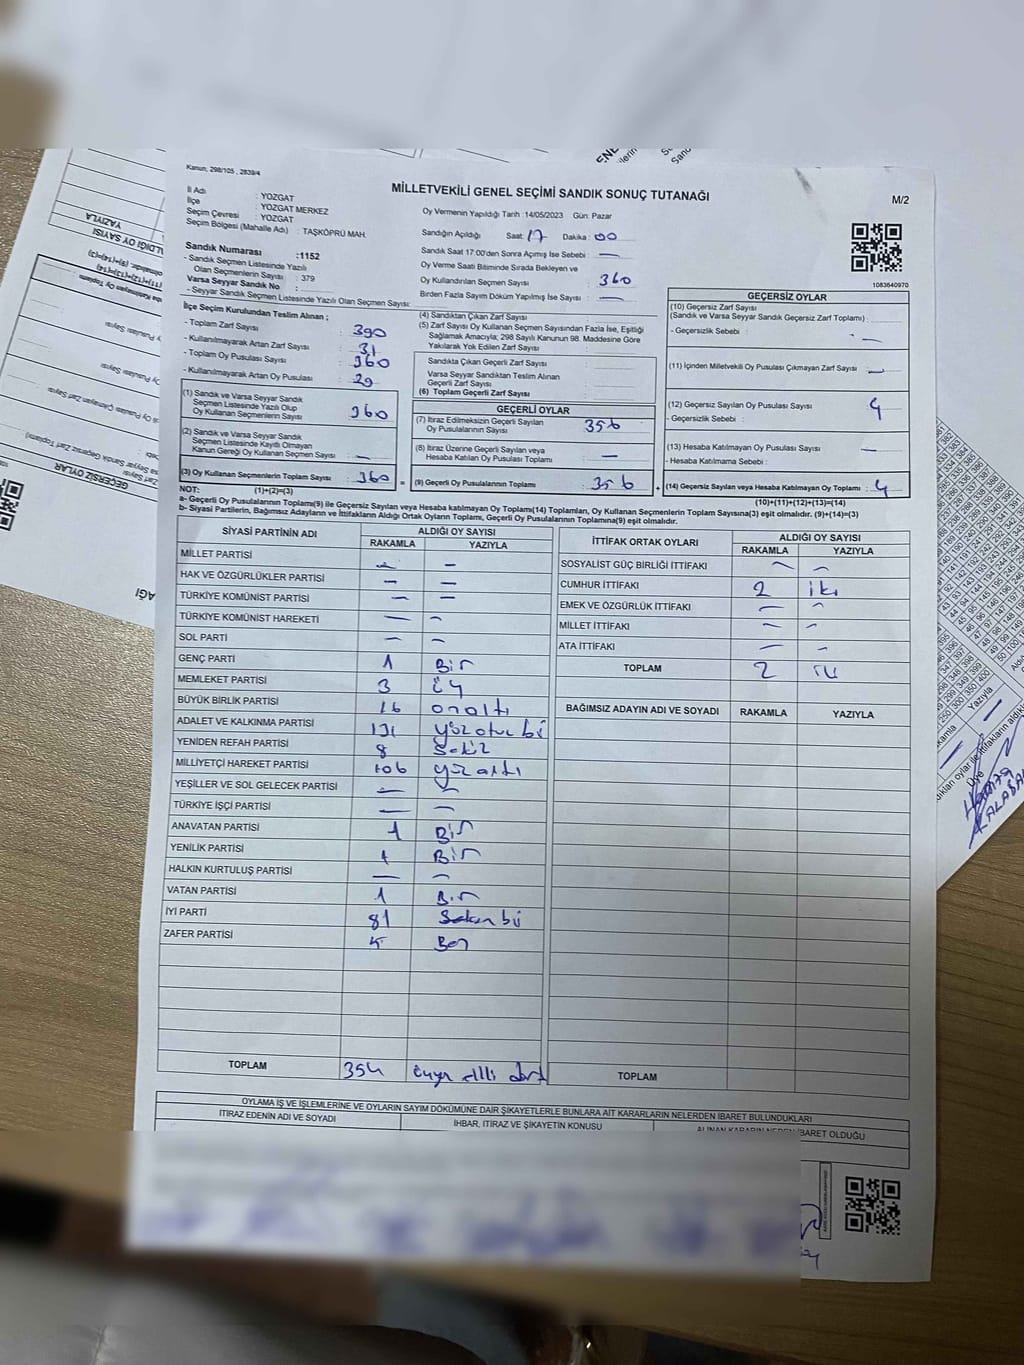 Kanun; 298/105 , 2839/4
MİLLETVEKİLİ GENEL SEÇİMİ SANDIK SONUÇ TUTANAĞI
M/2
İl Adı : YOZGAT
İlçe : YOZGAT MERKEZ
Seçim Çevresi : YOZGAT
Seçim Bölgesi (Mahalle Adı) : TAŞKÖPRÜ MAH.
Sandık Numarası :1152
- Sandık Seçmen Listesinde Yazılı
Olan Seçmenlerin Sayısı : 379
Varsa Seyyar Sandık No :
- Seyyar Sandık Seçmen Listesinde Yazılı Olan Seçmen Sayısı:
Oy Vermenin Yapıldığı Tarih :14/05/2023 Gün: Pazar
Sandığın Açıldığı Saat: 17 Dakika: 00
Sandık Saat 17:00'den Sonra Açılmış İse Sebebi : —
Oy Verme Saati Bitiminde Sırada Bekleyen ve
Oy Kullandırılan Seçmen Sayısı : 360
Birden Fazla Sayım Döküm Yapılmış İse Sayısı : —
1083640970
İlçe Seçim Kurulundan Teslim Alınan ;
- Toplam Zarf Sayısı : 390
- Kullanılmayarak Artan Zarf Sayısı : 31
- Toplam Oy Pusulası Sayısı : 360
- Kullanılmayarak Artan Oy Pusulası : 29
(1) Sandık ve Varsa Seyyar Sandık
Seçmen Listesinde Yazılı Olup
Oy Kullanan Seçmenlerin Sayısı : 360
(2) Sandık ve Varsa Seyyar Sandık
Seçmen Listesinde Kayıtlı Olmayan
Kanun Gereği Oy Kullanan Seçmen Sayısı : —
(3) Oy Kullanan Seçmenlerin Toplam Sayısı : 360
(4) Sandıktan Çıkan Zarf Sayısı :
(5) Zarf Sayısı Oy Kullanan Seçmen Sayısından Fazla İse, Eşitliği
Sağlamak Amacıyla; 298 Sayılı Kanunun 98. Maddesine Göre
Yakılarak Yok Edilen Zarf Sayısı :
Sandıkta Çıkan Geçerli Zarf Sayısı :
Varsa Seyyar Sandıktan Teslim Alınan
Geçerli Zarf Sayısı :
(6) Toplam Geçerli Zarf Sayısı :
GEÇERLİ OYLAR
(7) İtiraz Edilmeksizin Geçerli Sayılan
Oy Pusulalarının Sayısı : 356
(8) İtiraz Üzerine Geçerli Sayılan veya
Hesaba Katılan Oy Pusulası Toplamı : —
= (9) Geçerli Oy Pusulalarının Toplamı : 356 +
GEÇERSİZ OYLAR
(10) Geçersiz Zarf Sayısı
(Sandık ve Varsa Seyyar Sandık Geçersiz Zarf Toplamı) :
- Geçersizlik Sebebi : —
(11) İçinden Milletvekili Oy Pusulası Çıkmayan Zarf Sayısı : —
(12) Geçersiz Sayılan Oy Pusulası Sayısı : 4
- Geçersizlik Sebebi :
(13) Hesaba Katılmayan Oy Pusulası Sayısı : —
- Hesaba Katılmama Sebebi :
(14) Geçersiz Sayılan veya Hesaba Katılmayan Oy Toplamı : 4
NOT: (1)+(2)=(3) (10)+(11)+(12)+(13)=(14)
a- Geçerli Oy Pusulalarının Toplamı(9) ile Geçersiz Sayılan veya Hesaba katılmayan Oy Toplamı(14) Toplamları, Oy Kullanan Seçmenlerin Toplam Sayısına(3) eşit olmalıdır. (9)+(14)=(3)
b- Siyasi Partilerin, Bağımsız Adayların ve İttifakların Aldığı Ortak Oyların Toplamı, Geçerli Oy Pusulalarının Toplamına(9) eşit olmalıdır.
SİYASİ PARTİNİN ADI ALDIĞI OY SAYISI
RAKAMLA YAZIYLA
MİLLET PARTİSİ — —
HAK VE ÖZGÜRLÜKLER PARTİSİ — —
TÜRKİYE KOMÜNİST PARTİSİ — —
TÜRKİYE KOMÜNİST HAREKETİ — —
SOL PARTİ — —
GENÇ PARTİ 1 Bir
MEMLEKET PARTİSİ 3 üç
BÜYÜK BİRLİK PARTİSİ 16 onaltı
ADALET VE KALKINMA PARTİSİ 131 yüzotuz bi
YENİDEN REFAH PARTİSİ 8 Sekiz
MİLLİYETÇİ HAREKET PARTİSİ 106 yüz altı
YEŞİLLER VE SOL GELECEK PARTİSİ — —
TÜRKİYE İŞÇİ PARTİSİ — —
ANAVATAN PARTİSİ 1 Bir
YENİLİK PARTİSİ 1 Bir
HALKIN KURTULUŞ PARTİSİ — —
VATAN PARTİSİ 1 Bir
İYİ PARTİ 81 Seksen bi
ZAFER PARTİSİ 5 Beş
TOPLAM 354 üçyüz elli dört
İTTİFAK ORTAK OYLARI ALDIĞI OY SAYISI
RAKAMLA YAZIYLA
SOSYALİST GÜÇ BİRLİĞİ İTTİFAKI — —
CUMHUR İTTİFAKI 2 iki
EMEK VE ÖZGÜRLÜK İTTİFAKI — —
MİLLET İTTİFAKI — —
ATA İTTİFAKI — —
TOPLAM 2 iki
BAĞIMSIZ ADAYIN ADI VE SOYADI RAKAMLA YAZIYLA
TOPLAM
OYLAMA İŞ VE İŞLEMLERİNE VE OYLARIN SAYIM DÖKÜMÜNE DAİR ŞİKAYETLERLE BUNLARA AİT KARARLARIN NELERDEN İBARET BULUNDUKLARI
İTİRAZ EDENİN ADI VE SOYADI
İHBAR, İTİRAZ VE ŞİKAYETİN KONUSU
ALINAN KARARIN NEDEN İBARET OLDUĞU